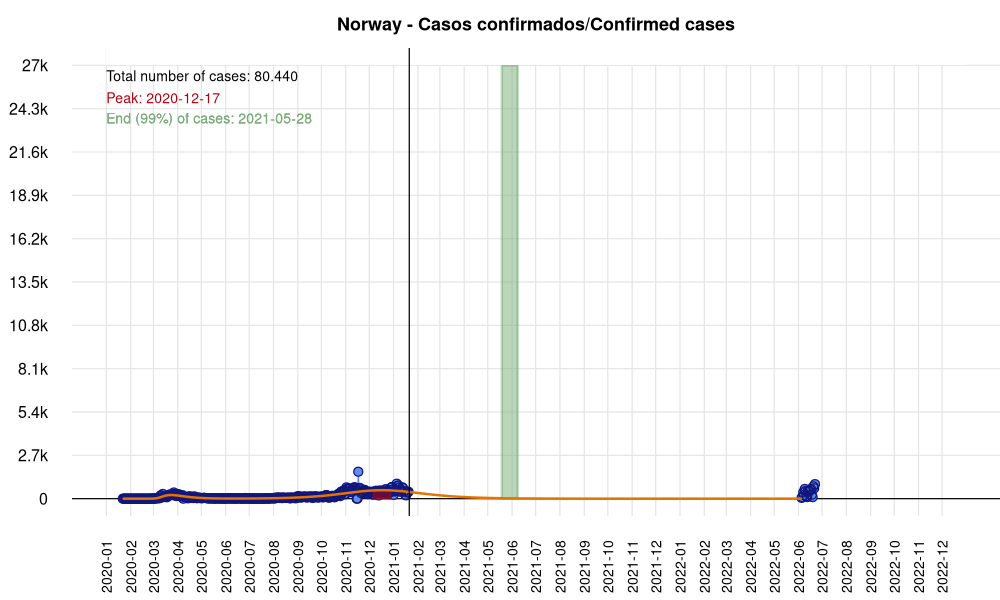 Norway - Casos confirmados/Confirmed cases
27k
Total number of cases: 80.440
Peak: 2020-12-17
24.3k
End (99%) of cases: 2021-05-28
21.6k
18.9k
16.2k
13.5k
10.8k
8.1k
5.4k
2.7k
0
2020-01
2020-02
2020-03
2020-04
2020-05
2020-06
2020-07
2020-08
2020-09
2020-10
2020-11
2020-12
2021-01
2021-02
2021-03
2021-04
2021-05
2021-06
2021-07
2021-08
2021-09
2021-10
2021-11
2021-12
2022-01
2022-02
2022-03
2022-04
2022-05
2022-06
2022-07
2022-08
2022-09
2022-10
2022-11
2022-12